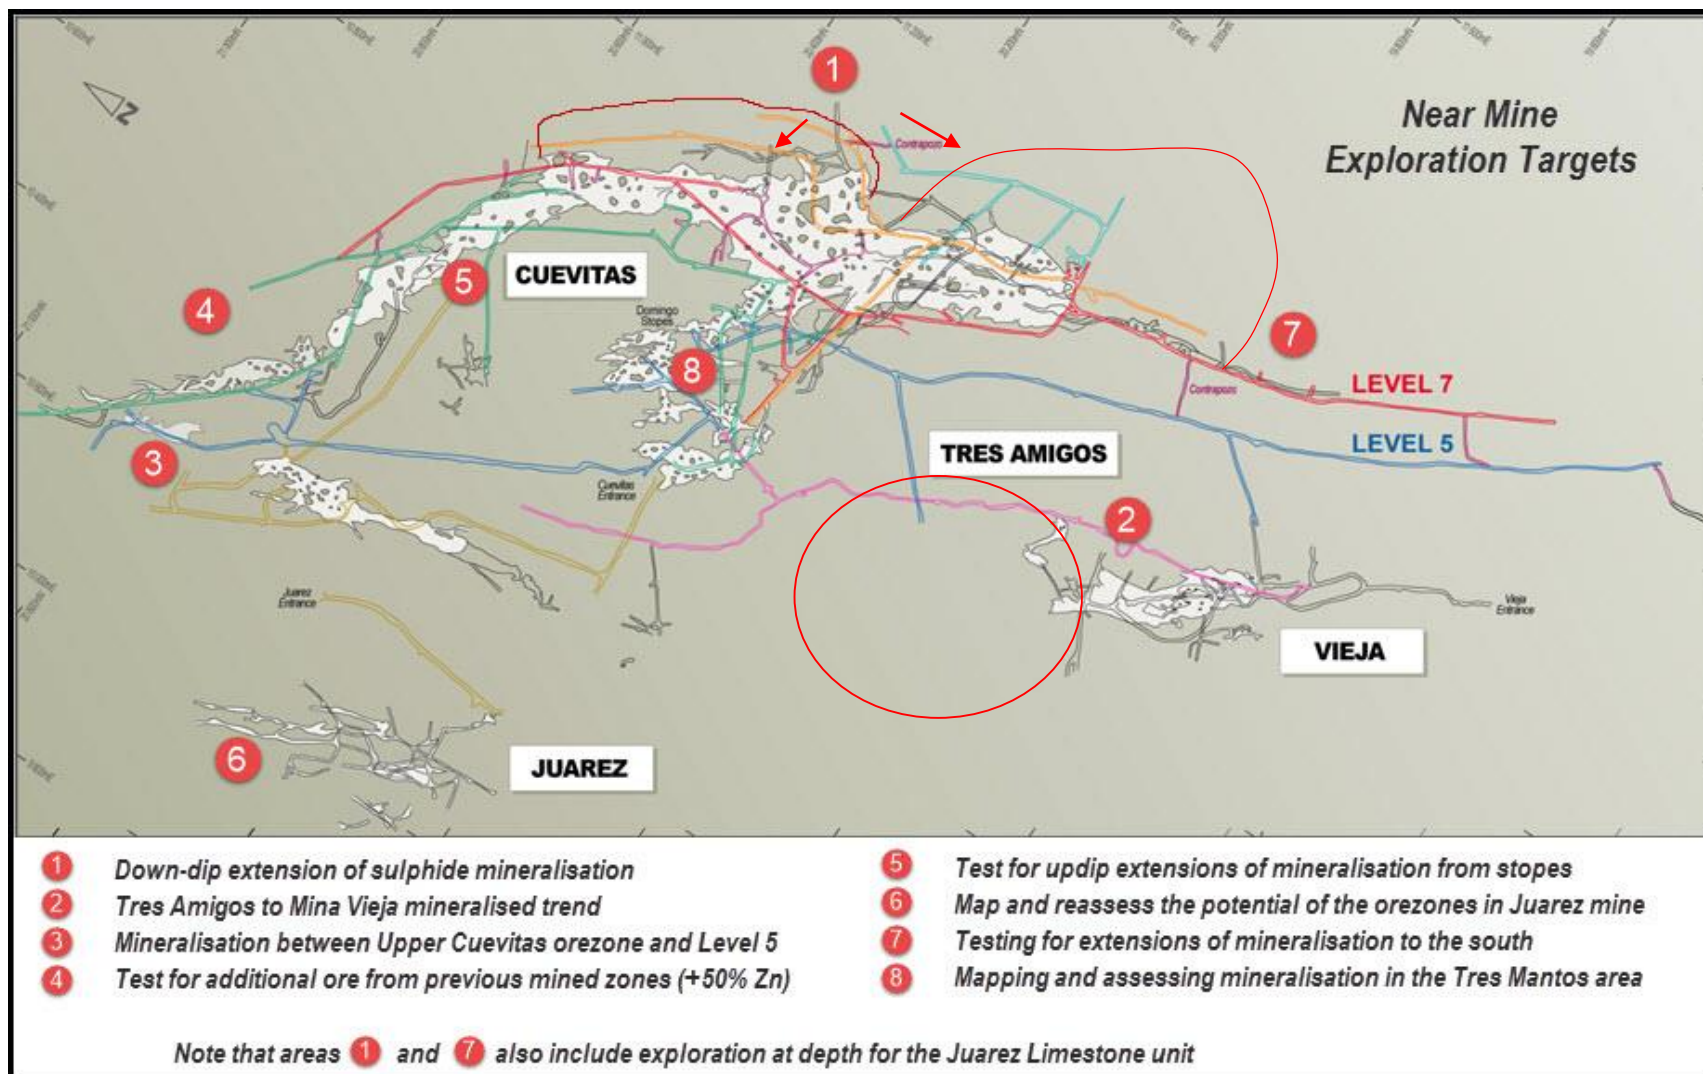 1
Near Mine
Exploration Targets
N
Contrapozo
CUEVITAS
5
4
Domingo
Stopes
8
7
LEVEL 7
Contrapozo
LEVEL 5
TRES AMIGOS
3
Cuevitas
Entrance
2
Juarez
Entrance
Vieja
Entrance
VIEJA
6
JUAREZ
1 Down-dip extension of sulphide mineralisation
2 Tres Amigos to Mina Vieja mineralised trend
3 Mineralisation between Upper Cuevitas orezone and Level 5
4 Test for additional ore from previous mined zones (+50% Zn)
5 Test for updip extensions of mineralisation from stopes
6 Map and reassess the potential of the orezones in Juarez mine
7 Testing for extensions of mineralisation to the south
8 Mapping and assessing mineralisation in the Tres Mantos area
Note that areas 1 and 7 also include exploration at depth for the Juarez Limestone unit